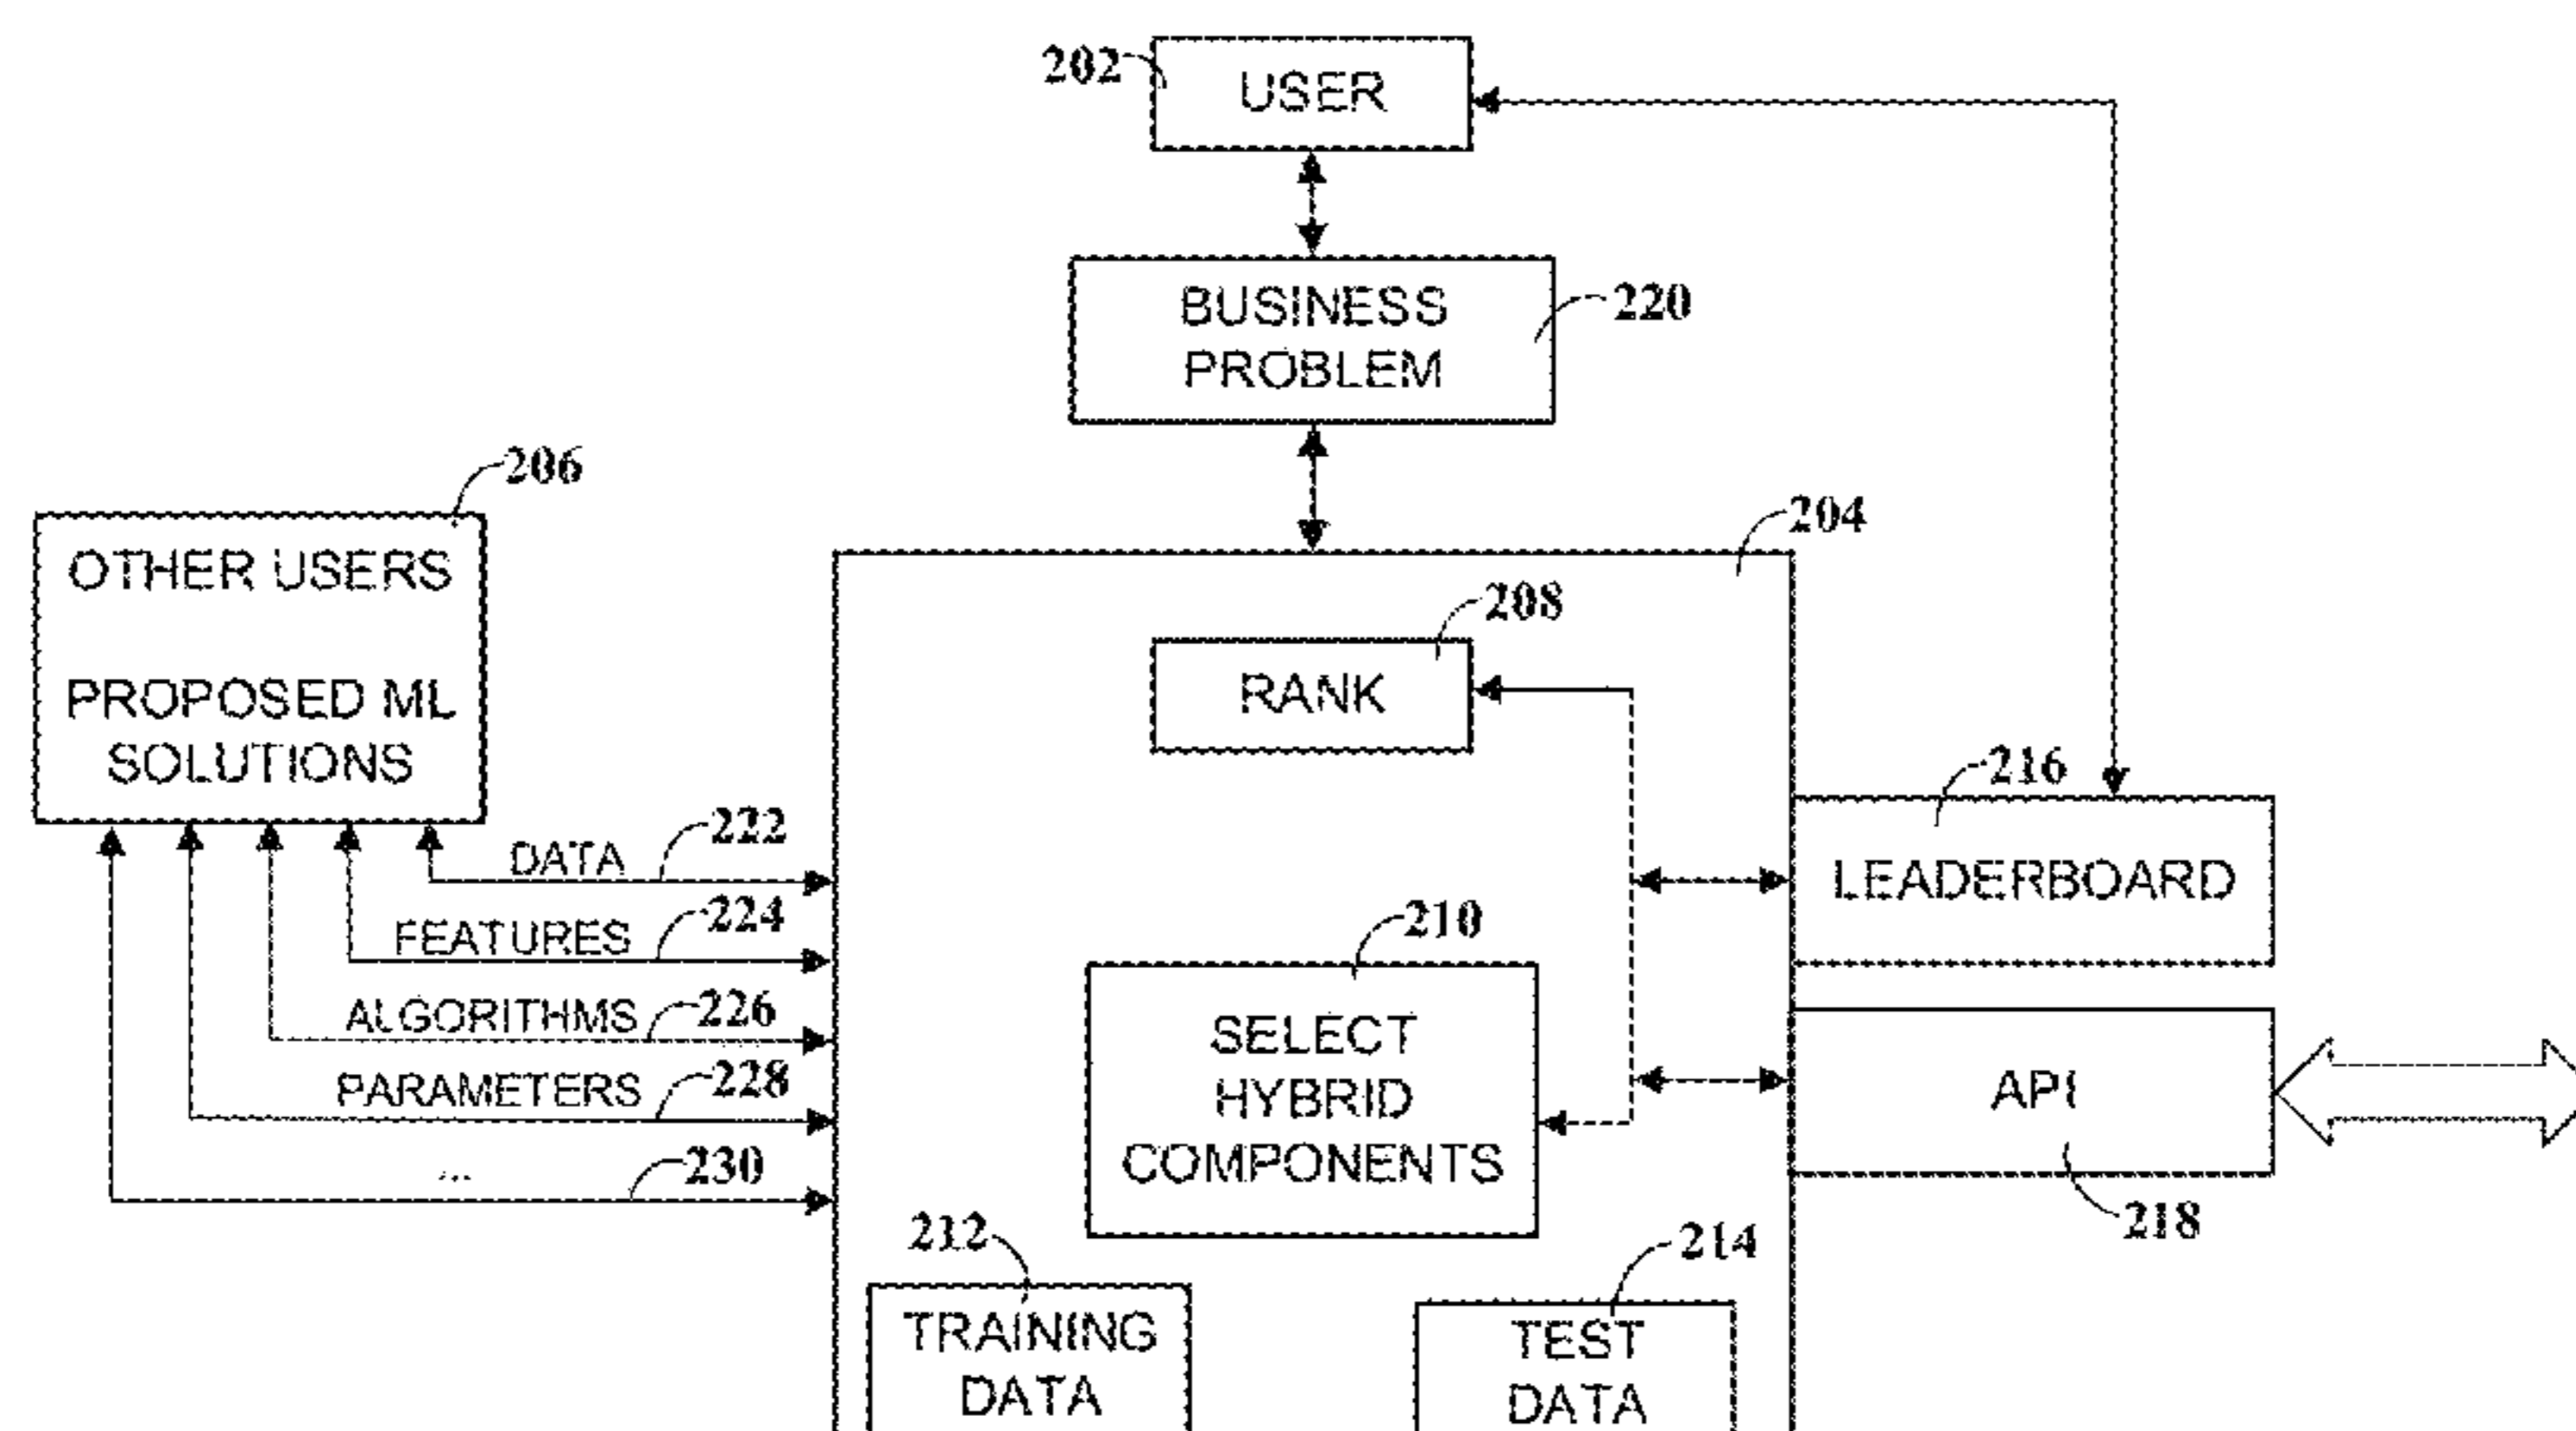 202
USER
BUSINESS
PROBLEM
220
206
OTHER USERS
PROPOSED ML
SOLUTIONS
204
208
RANK
216
LEADERBOARD
DATA
222
FEATURES
224
ALGORITHMS
226
PARAMETERS
228
...
230
210
SELECT
HYBRID
COMPONENTS
API
218
212
TRAINING
DATA
214
TEST
DATA